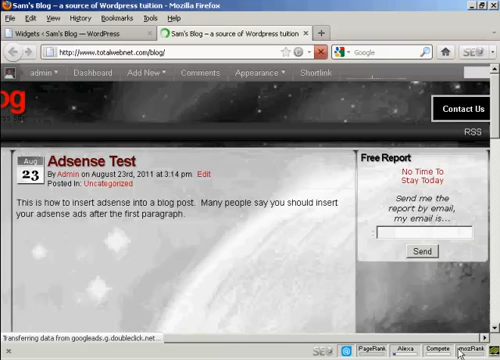 Sam's Blog – a source of Wordpress tuition - Mozilla Firefox
File Edit View History Bookmarks Tools Help
Widgets ‹ Sam's Blog — WordPress
Sam's Blog – a source of Wordpress tuition
http://www.totalwebnet.com/blog/
Google
SEO
admin Dashboard Add New Comments Appearance Shortlink
og
Contact Us
RSS
Aug
23
Adsense Test
By Admin on August 23rd, 2011 at 3:14 pm Edit
Posted In: Uncategorized
This is how to insert adsense into a blog post. Many people say you should insert
your adsense ads after the first paragraph.
Free Report
No Time To
Stay Today
Send me the
report by email,
my email is...
:
Send
Transferring data from googleads.g.doubleclick.net...
SEO PageRank Alexa Compete mozRank